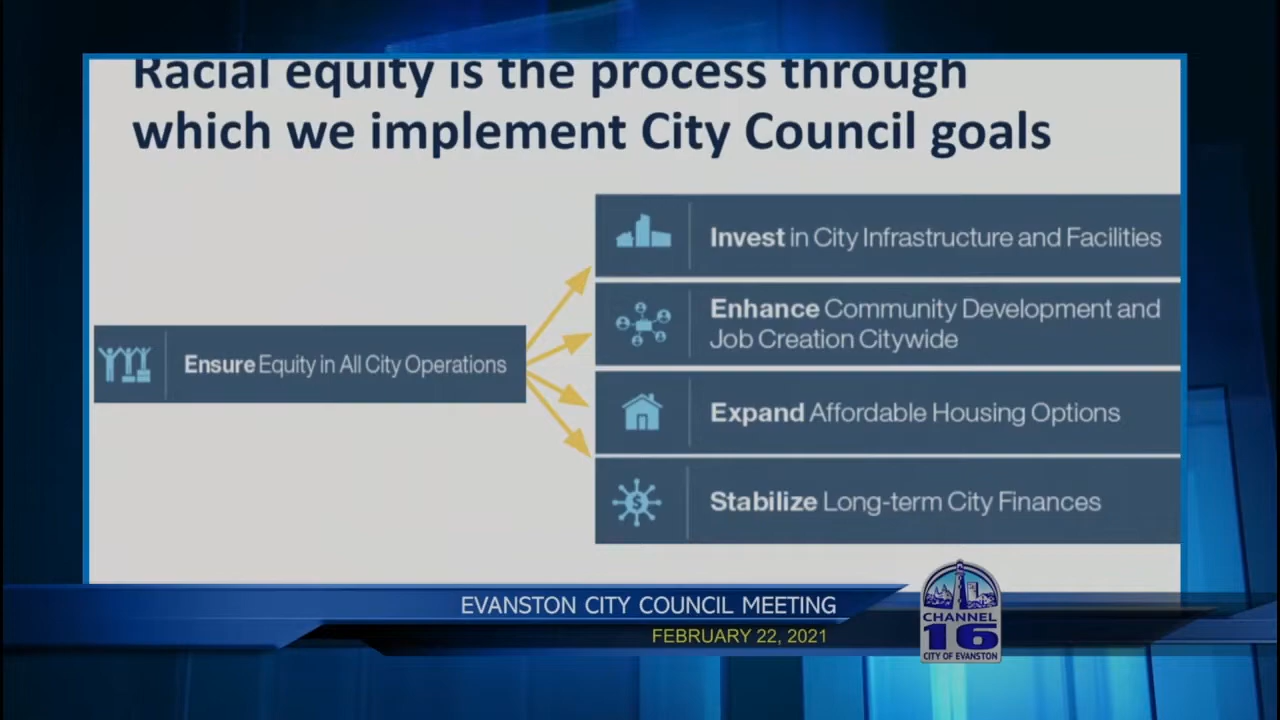 Racial equity is the process through
which we implement City Council goals
Ensure Equity in All City Operations
Invest in City Infrastructure and Facilities
Enhance Community Development and
Job Creation Citywide
Expand Affordable Housing Options
$
Stabilize Long-term City Finances
EVANSTON CITY COUNCIL MEETING
FEBRUARY 22, 2021
CHANNEL
16
CITY OF EVANSTON